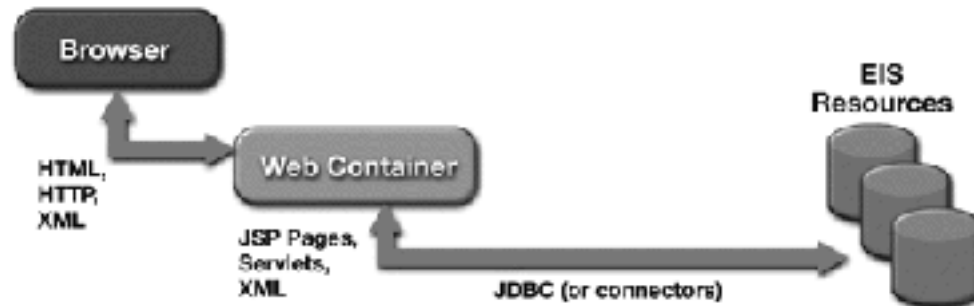 Browser
EIS
Resources
HTML,
HTTP,
XML
Web Container
JSP Pages,
Servlets,
XML
JDBC (or connectors)